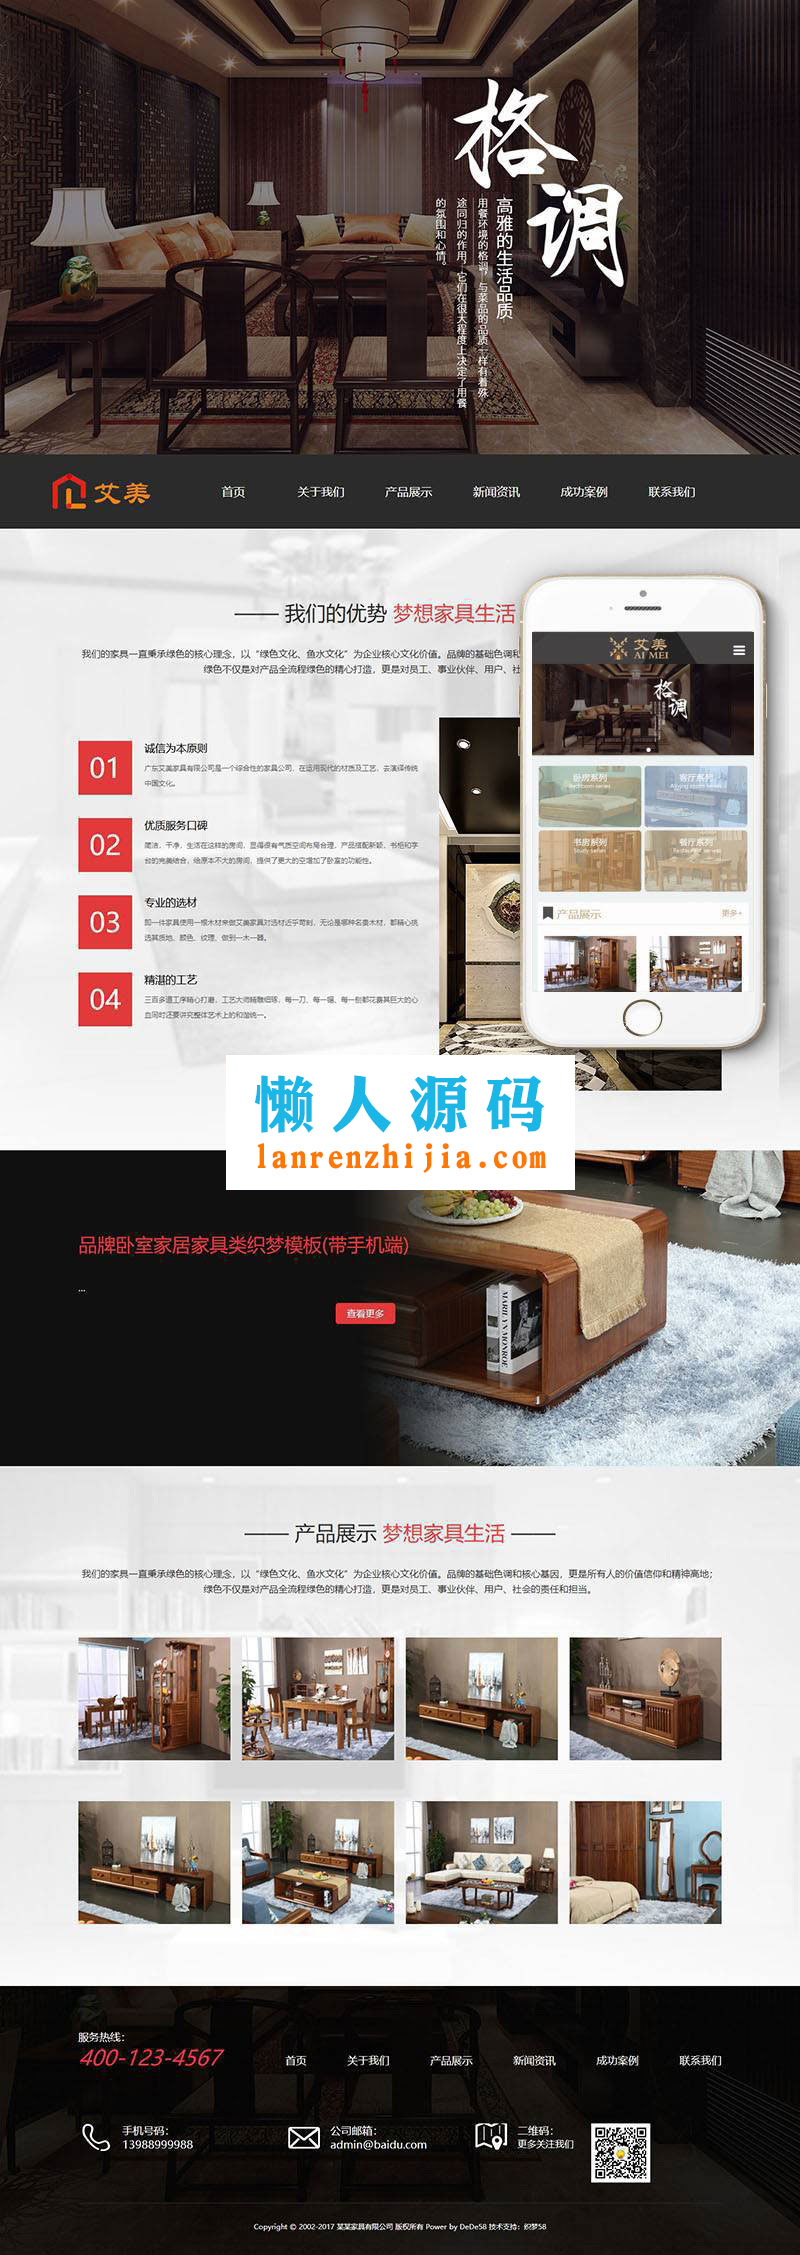 格调
高雅的生活品质
用餐环境的格调，与菜品的品质一样有着殊
途同归的作用，它们在很大程度上决定了用餐
的氛围和心情。
艾美
首页 关于我们 产品展示 新闻资讯 成功案例 联系我们
—— 我们的优势 梦想家具生活
我们的家具一直秉承绿色的核心理念，以“绿色文化、鱼水文化”为企业核心文化价值。品牌的基础色调和
绿色不仅是对产品全流程绿色的精心打造，更是对员工、事业伙伴、用户、社
01
诚信为本原则
广东艾美家具有限公司是一个综合性的家具公司，在运用现代的材质及工艺，去演绎传统
中国文化。
02
优质服务口碑
简洁，干净，生活在这样的房间，显得很有气质空间布局合理，产品搭配新颖，书柜和字
台的完美结合，给原本不大的房间，提供了更大的空增加了卧室的功能性。
03
专业的选材
即一件家具使用一根木材来做艾美家具对选材近乎苛刻，无论是哪种名贵木材，都精心挑
选其质地、颜色、纹理，做到一木一器。
04
精湛的工艺
三百多道工序精心打磨，工艺大师精雕细琢，每一刀、每一锯、每一刨都花费其巨大的心
血同时还要讲究整体艺术上的和谐统一。
艾美
AI MEI
格调
卧房系列
Bedroom series
客厅系列
书房系列
Study series
餐厅系列
Restaurant series
产品展示 更多+
懒人源码
lanrenzhijia.com
品牌卧室家居家具类织梦模板(带手机端)
...
查看更多
MARILYN MONROE
—— 产品展示 梦想家具生活 ——
我们的家具一直秉承绿色的核心理念，以“绿色文化、鱼水文化”为企业核心文化价值。品牌的基础色调和核心基因，更是所有人的价值信仰和精神高地；
绿色不仅是对产品全流程绿色的精心打造，更是对员工、事业伙伴、用户、社会的责任和担当。
服务热线：
400-123-4567
首页 关于我们 产品展示 新闻资讯 成功案例 联系我们
手机号码：
13988999988
公司邮箱：
admin@baidu.com
二维码：
更多关注我们
Copyright © 2002-2017 某某家具有限公司 版权所有 Power by DeDe58 技术支持：织梦58